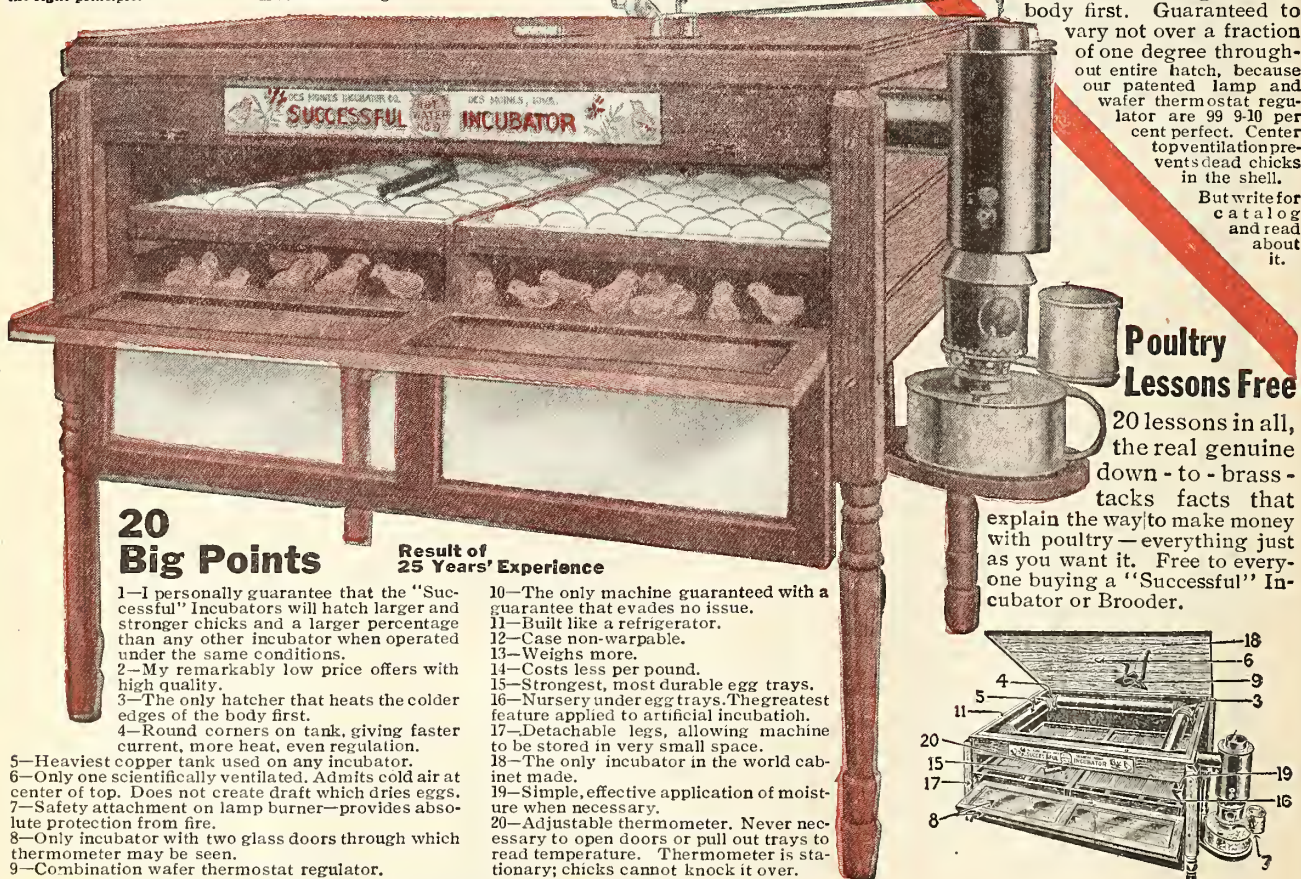 DES MOINES INCUBATOR CO. DES MOINES, IOWA.
SUCCESSFUL HOT WATER INCUBATOR
body first. Guaranteed to
vary not over a fraction
of one degree through-
out entire hatch, because
our patented lamp and
wafer thermostat regu-
lator are 99 9-10 per
cent perfect. Center
top ventilation pre-
vents dead chicks
in the shell.
But write for
catalog
and read
about
it.
Poultry
Lessons Free
20 lessons in all,
the real genuine
down-to-brass-
tacks facts that
explain the way to make money
with poultry—everything just
as you want it. Free to every-
one buying a "Successful" In-
cubator or Brooder.
20
Big Points
Result of
25 Years' Experience
1—I personally guarantee that the "Suc-
cessful" Incubators will hatch larger and
stronger chicks and a larger percentage
than any other incubator when operated
under the same conditions.
2—My remarkably low price offers with
high quality.
3—The only hatcher that heats the colder
edges of the body first.
4—Round corners on tank, giving faster
current, more heat, even regulation.
5—Heaviest copper tank used on any incubator.
6—Only one scientifically ventilated. Admits cold air at
center of top. Does not create draft which dries eggs.
7—Safety attachment on lamp burner—provides abso-
lute protection from fire.
8—Only incubator with two glass doors through which
thermometer may be seen.
9—Combination wafer thermostat regulator.
10—The only machine guaranteed with a
guarantee that evades no issue.
11—Built like a refrigerator.
12—Case non-warpable.
13—Weighs more.
14—Costs less per pound.
15—Strongest, most durable egg trays.
16—Nursery under egg trays. The greatest
feature applied to artificial incubation.
17—Detachable legs, allowing machine
to be stored in very small space.
18—The only incubator in the world cab-
inet made.
19—Simple, effective application of moist-
ure when necessary.
20—Adjustable thermometer. Never nec-
essary to open doors or pull out trays to
read temperature. Thermometer is sta-
tionary; chicks cannot knock it over.
18
6
4
9
5
3
11
20
15
19
17
16
8
7